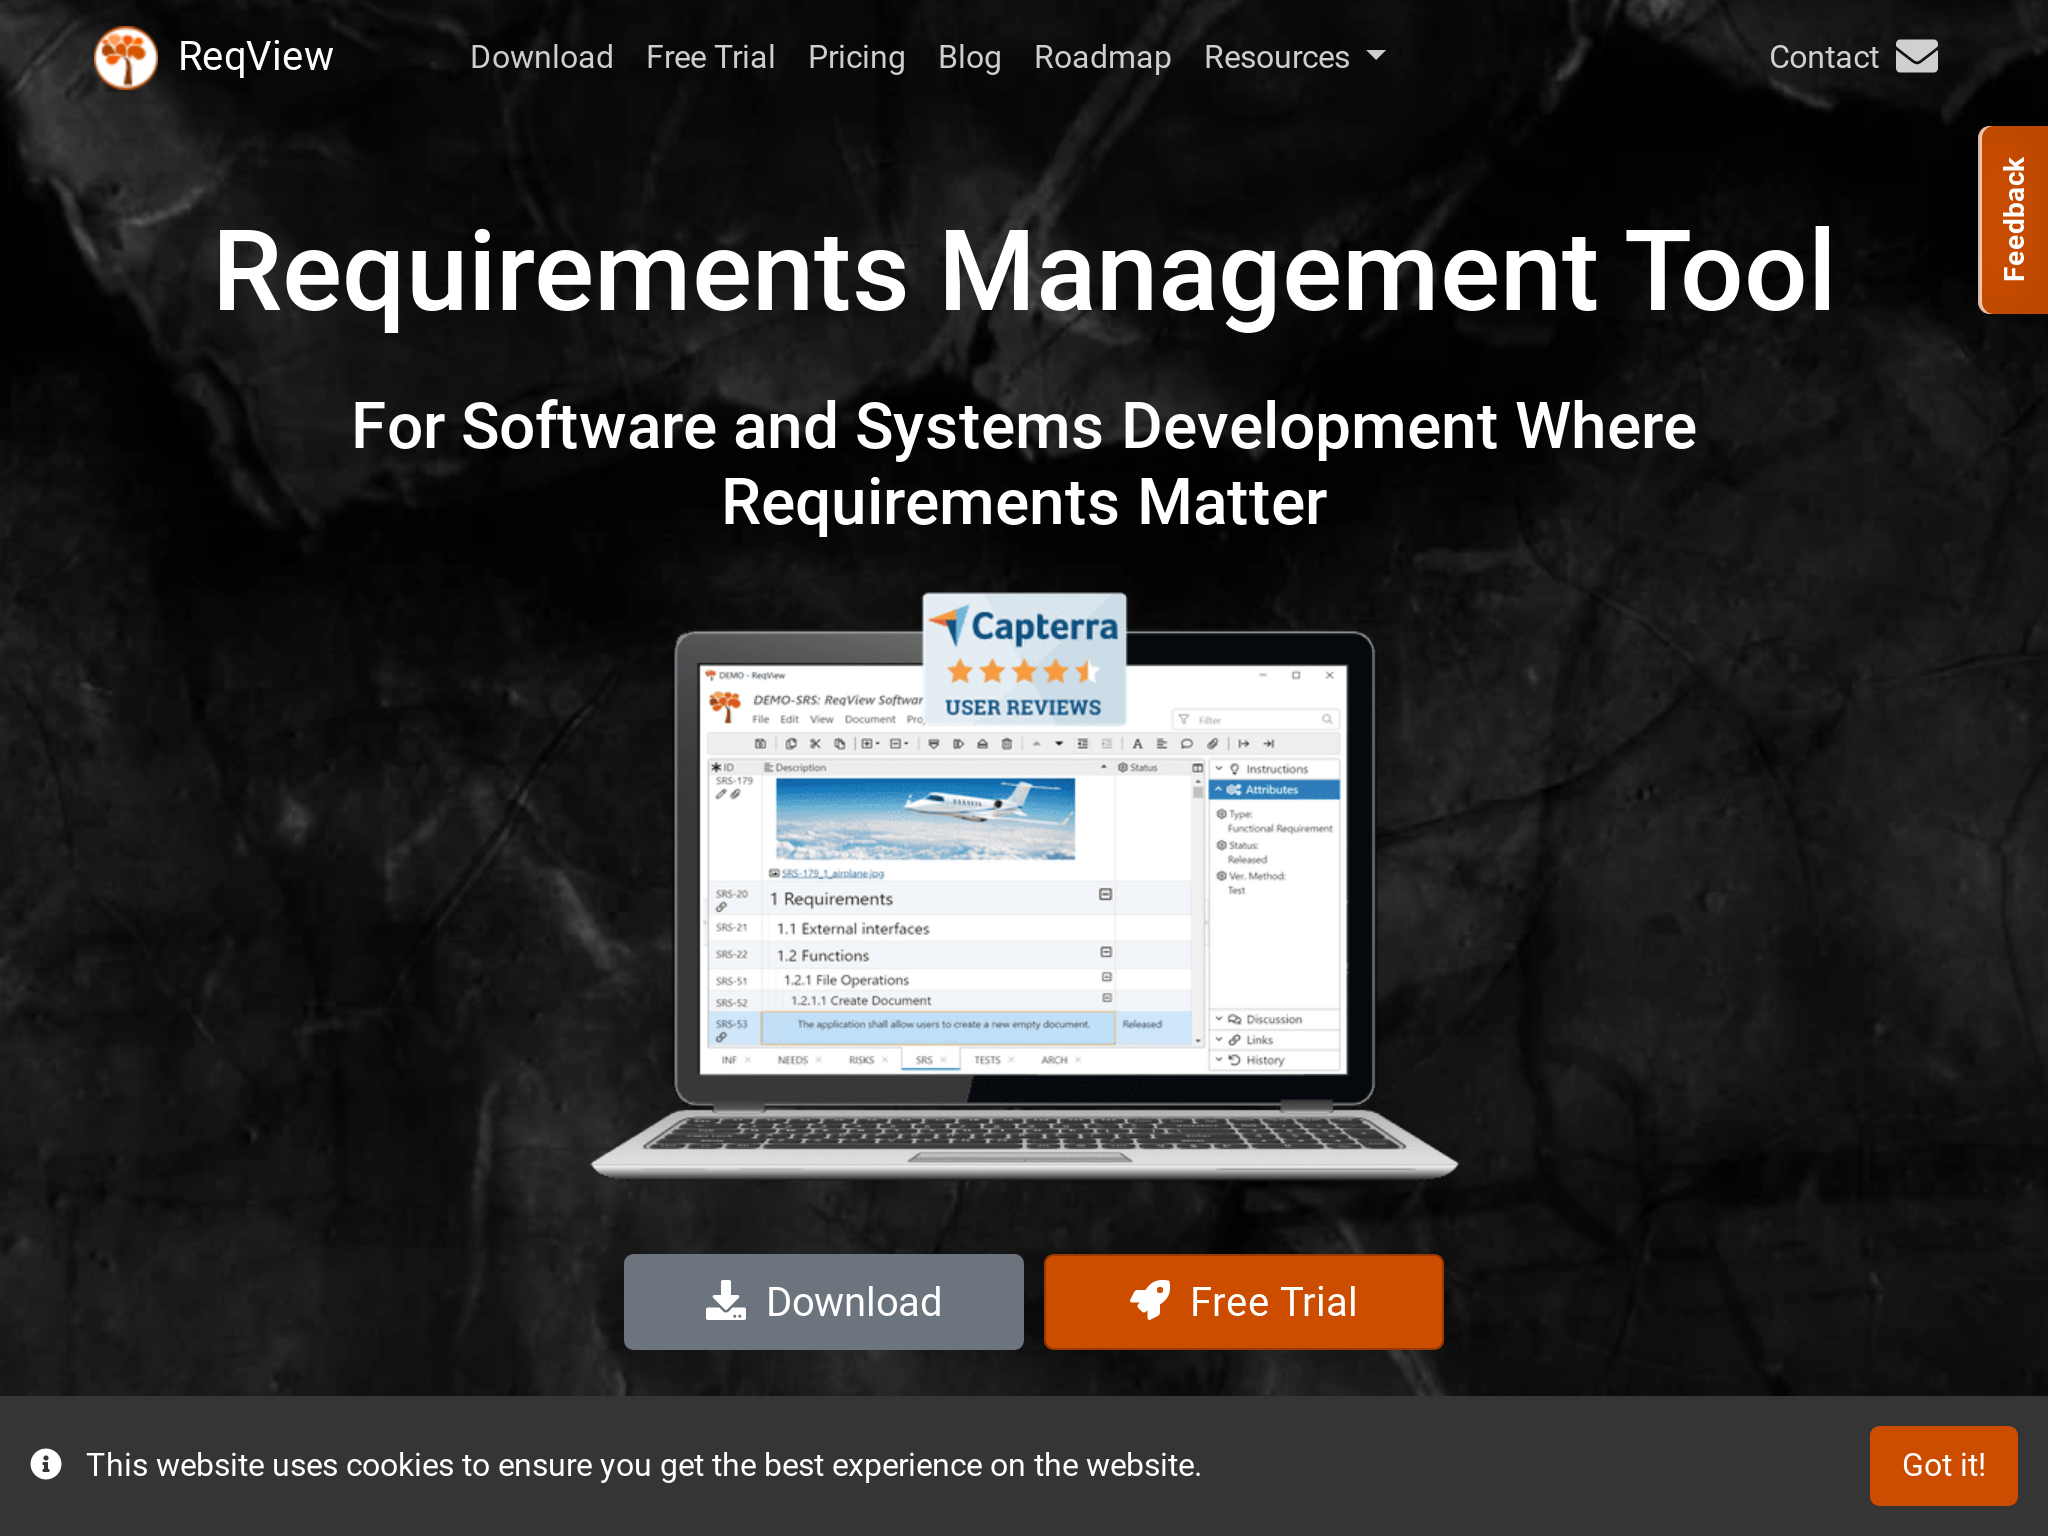 ReqView
Download Free Trial Pricing Blog Roadmap Resources
Contact
Feedback
Requirements Management Tool
For Software and Systems Development Where
Requirements Matter
Capterra
USER REVIEWS
DEMO - ReqView
DEMO-SRS: ReqView Softwar
File Edit View Document Proj
Filter
ID Description Status
SRS-179
SRS-179_1_airplane.jpg
SRS-20 1 Requirements
SRS-21 1.1 External interfaces
SRS-22 1.2 Functions
SRS-51 1.2.1 File Operations
SRS-52 1.2.1.1 Create Document
SRS-53 The application shall allow users to create a new empty document. Released
INF NEEDS RISKS SRS TESTS ARCH
Instructions
Attributes
Type:
Functional Requirement
Status:
Released
Ver. Method:
Test
Discussion
Links
History
Download
Free Trial
This website uses cookies to ensure you get the best experience on the website.
Got it!